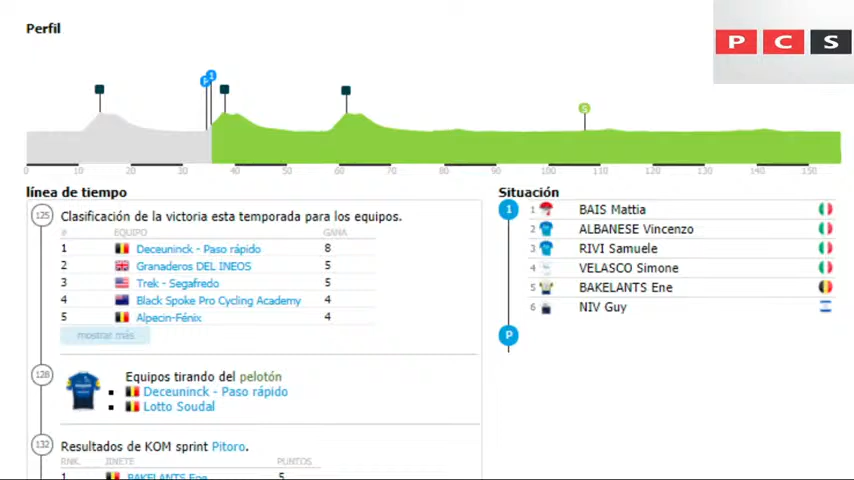 Perfil
P C S
1
S
0 10 20 30 40 50 60 70 80 90 100 110 120 130 140 150
línea de tiempo
125
Clasificación de la victoria esta temporada para los equipos.
# EQUIPO GANA
1 Deceuninck - Paso rápido 8
2 Granaderos DEL INEOS 5
3 Trek - Segafredo 5
4 Black Spoke Pro Cycling Academy 4
5 Alpecin-Fénix 4
mostrar más
128
Equipos tirando del pelotón
Deceuninck - Paso rápido
Lotto Soudal
132
Resultados de KOM sprint Pitoro.
RNK. JINETE PUNTOS
1 BAKELANTS Ene 5
Situación
1
1 BAIS Mattia
2 ALBANESE Vincenzo
3 RIVI Samuele
4 VELASCO Simone
5 BAKELANTS Ene
6 NIV Guy
P